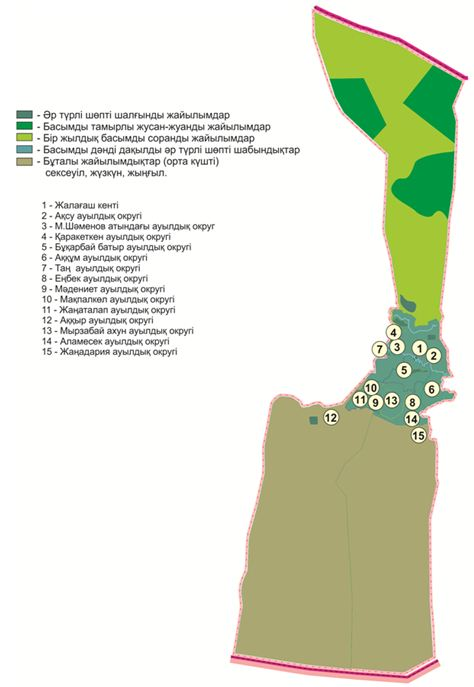 - Әр түрлі шөпті шалғынды жайылымдар
- Басымды тамырлы жусан-жуанды жайылымдар
- Бір жылдық басымды соранды жайылымдар
- Басымды дәнді дақылды әр түрлі шөпті шабындықтар
- Бұталы жайылымдықтар (орта күшті)
сексеуіл, жүзкүн, жыңғыл.
1 - Жалағаш кенті
2 - Ақсу ауылдық округі
3 - М.Шәменов атындағы ауылдық округ
4 - Қаракеткен ауылдық округі
5 - Бұқарбай батыр ауылдық округі
6 - Аққұм ауылдық округі
7 - Таң ауылдық округі
8 - Еңбек ауылдық округі
9 - Мәдениет ауылдық округі
10 - Мақпалкөл ауылдық округі
11 - Жаңаталап ауылдық округі
12 - Аққыр ауылдық округі
13 - Мырзабай ахун ауылдық округі
14 - Аламесек ауылдық округі
15 - Жаңадария ауылдық округі
4
7
3
1
2
5
10
6
11
9
13
8
12
14
15